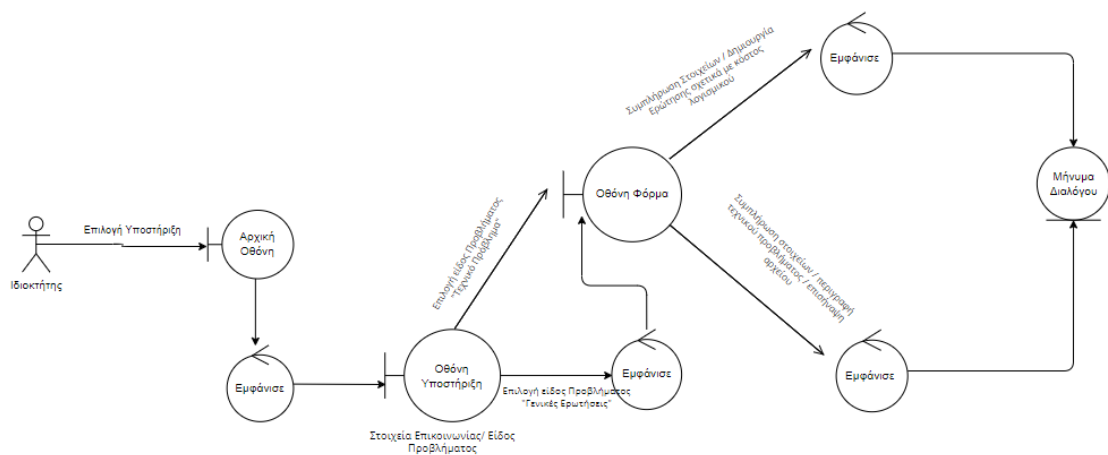 Επιλογή Υποστήριξη
Ιδιοκτήτης
Αρχική
Οθόνη
Εμφάνισε
Οθόνη
Υποστήριξη
Στοιχεία Επικοινωνίας/ Είδος
Προβλήματος
Επιλογή είδος Προβλήματος
"Τεχνικό Πρόβλημα"
Επιλογή είδος Προβλήματος
"Γενικές Ερωτήσεις"
Εμφάνισε
Οθόνη Φόρμα
Συμπλήρωση Στοιχείων / Δημιουργία
Ερώτησης σχετικά με κόστος
λογισμικού
Εμφάνισε
Συμπλήρωση στοιχείων / περιγραφή
τεχνικού προβλήματος / επισήναψη
αρχείου
Εμφάνισε
Μήνυμα
Διαλόγου